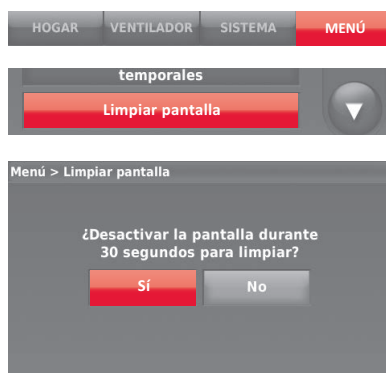 HOGAR VENTILADOR SISTEMA MENÚ
temporales
Limpiar pantalla
Menú > Limpiar pantalla
¿Desactivar la pantalla durante
30 segundos para limpiar?
Sí No